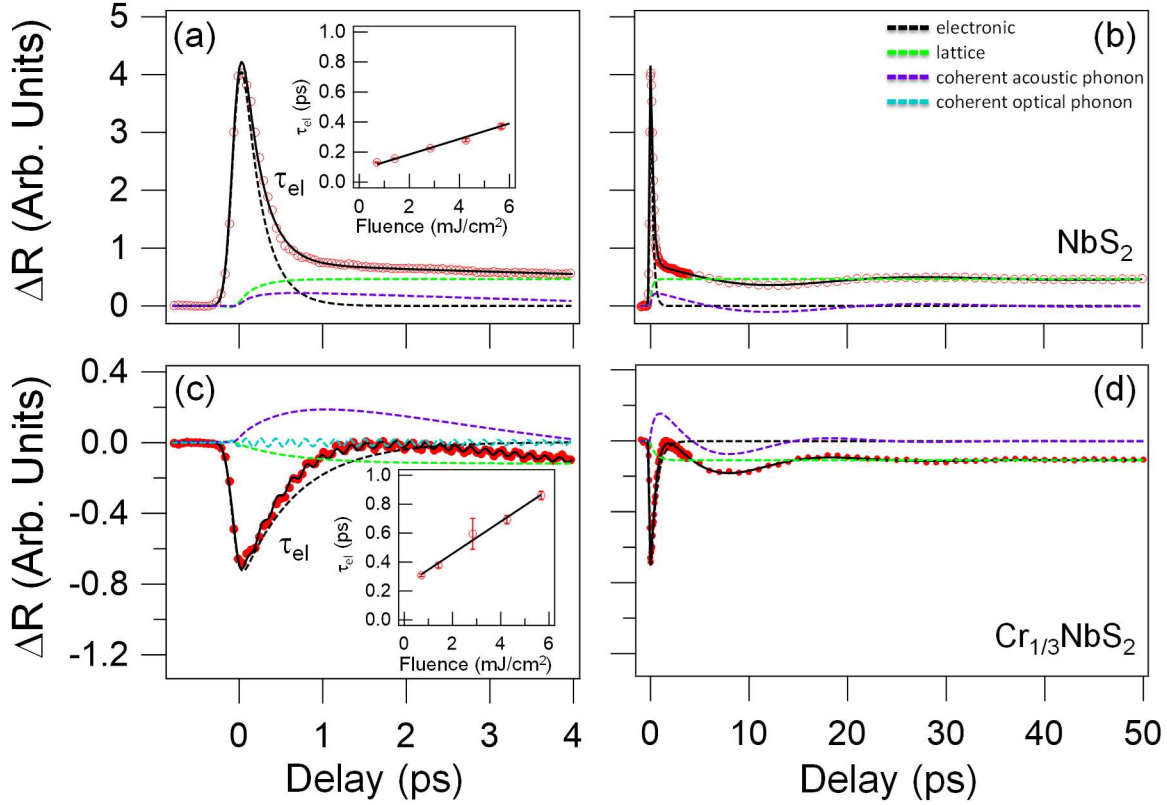 ΔR (Arb. Units)
5
4
3
2
1
0
(a)
τel
1.0
0.8
0.6
0.4
0.2
0.0
τel (ps)
0 2 4 6
Fluence (mJ/cm²)
(b)
electronic
lattice
coherent acoustic phonon
coherent optical phonon
NbS₂
ΔR (Arb. Units)
0.4
0.0
-0.4
-0.8
-1.2
(c)
τel
1.0
0.8
0.6
0.4
0.2
0.0
τel (ps)
0 2 4 6
Fluence (mJ/cm²)
0 1 2 3 4
Delay (ps)
(d)
Cr₁/₃NbS₂
0 10 20 30 40 50
Delay (ps)